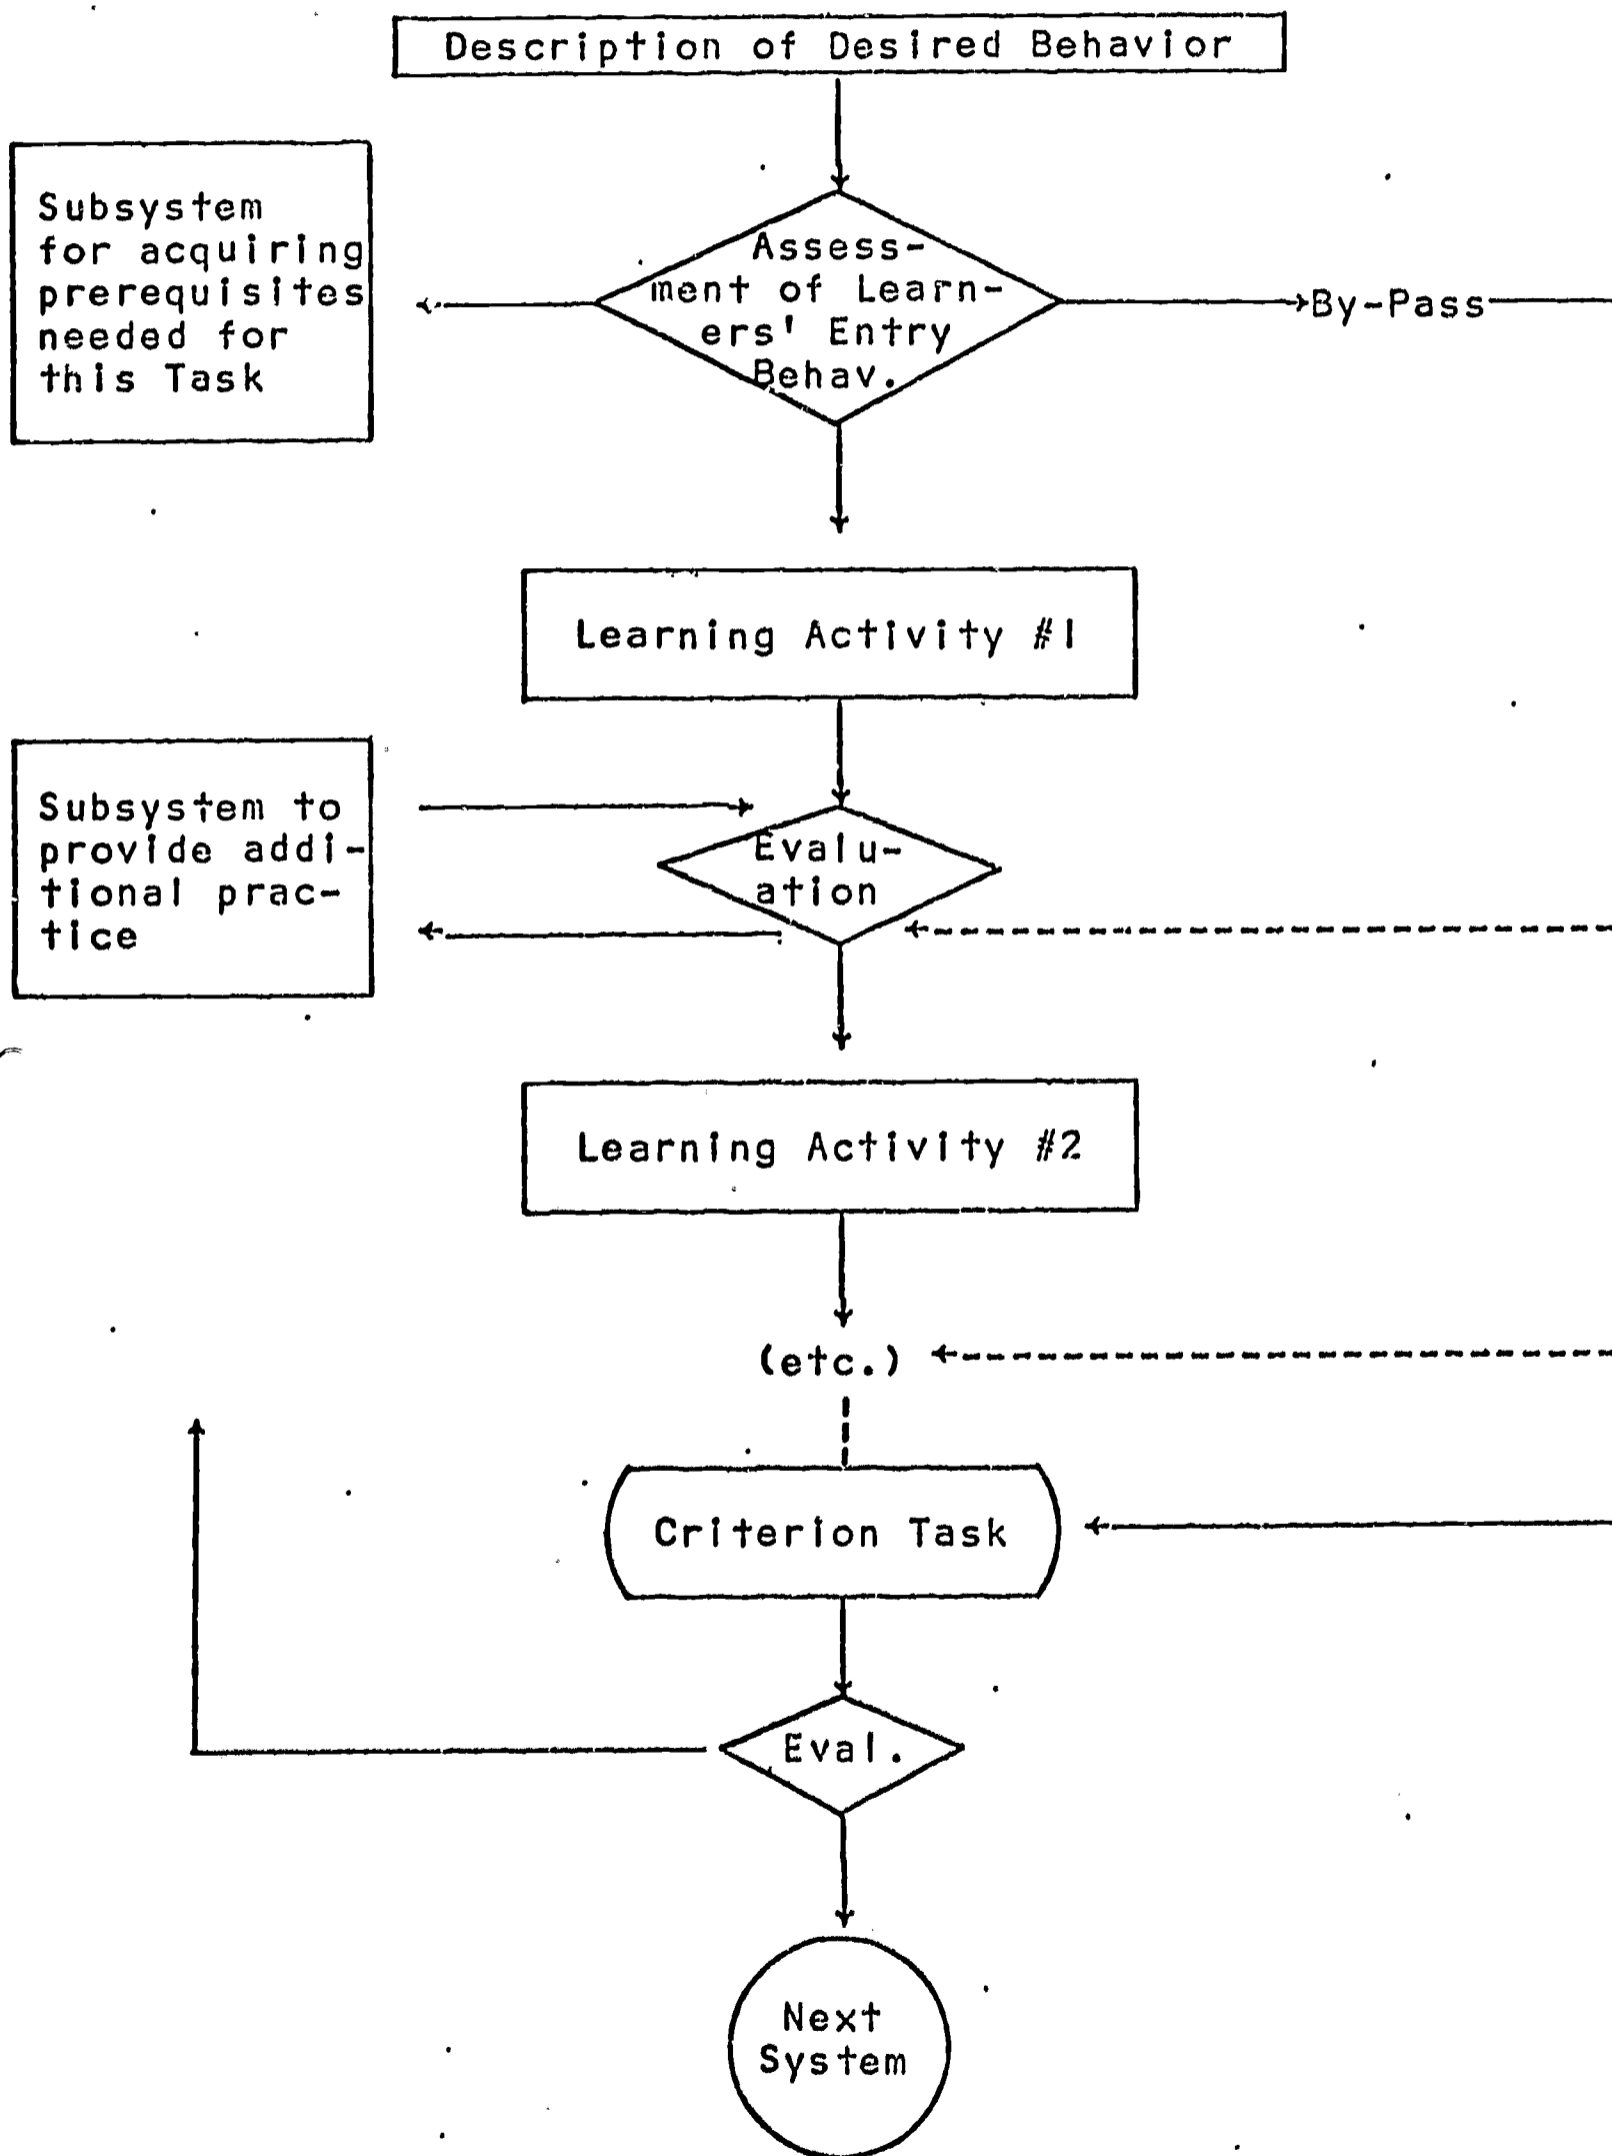 Description of Desired Behavior
Subsystem
for acquiring
prerequisites
needed for
this Task
Assess-
ment of Learn-
ers' Entry
Behav.
By-Pass
Learning Activity #1
Subsystem to
provide addi-
tional prac-
tice
Evalu-
ation
Learning Activity #2
(etc.)
Criterion Task
Eval.
Next
System